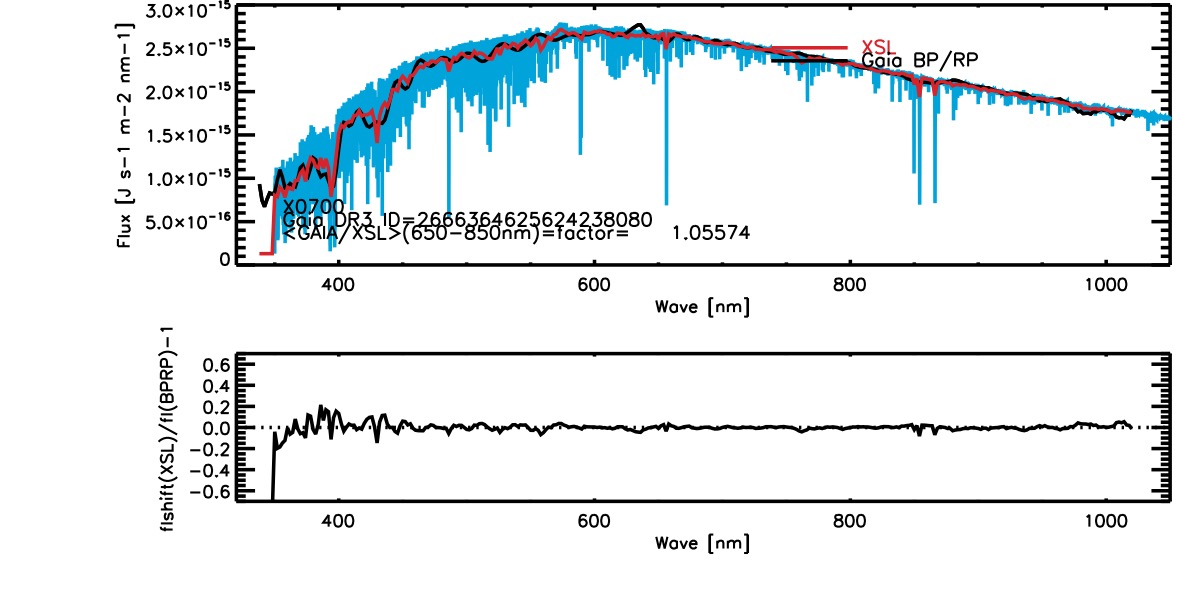 3.0×10-15
2.5×10-15
2.0×10-15
1.5×10-15
1.0×10-15
5.0×10-16
0
Flux [J s-1 m-2 nm-1]
XSL
Gaia BP/RP
X0700
Gaia DR3 ID=2666364625624238080
<GAIA/XSL>(650-850nm)=factor= 1.05574
400 600 800 1000
Wave [nm]
0.6
0.4
0.2
0.0
-0.2
-0.4
-0.6
flshift(XSL)/fl(BPRP)-1
400 600 800 1000
Wave [nm]